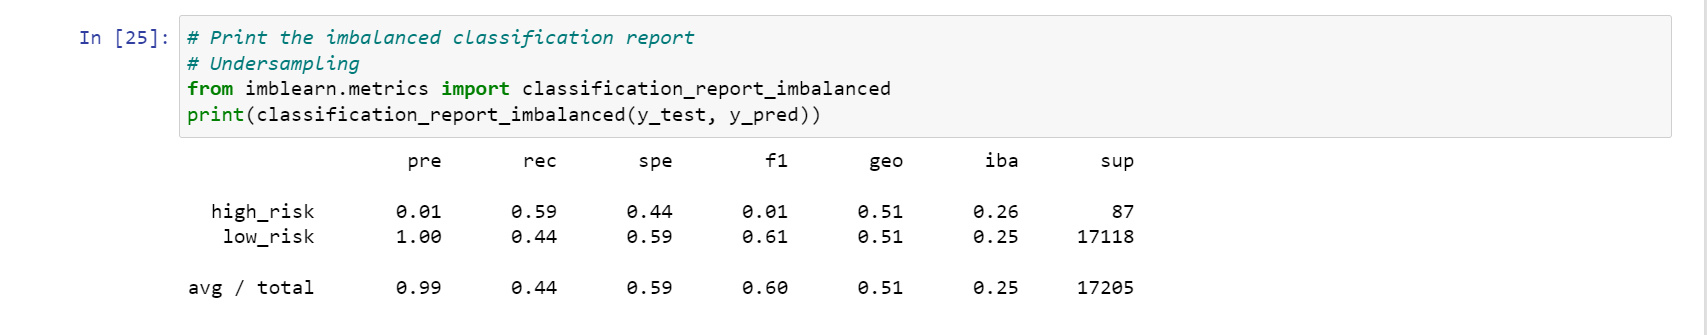 In [25]: # Print the imbalanced classification report
# Undersampling
from imblearn.metrics import classification_report_imbalanced
print(classification_report_imbalanced(y_test, y_pred))
pre rec spe f1 geo iba sup
high_risk 0.01 0.59 0.44 0.01 0.51 0.26 87
low_risk 1.00 0.44 0.59 0.61 0.51 0.25 17118
avg / total 0.99 0.44 0.59 0.60 0.51 0.25 17205